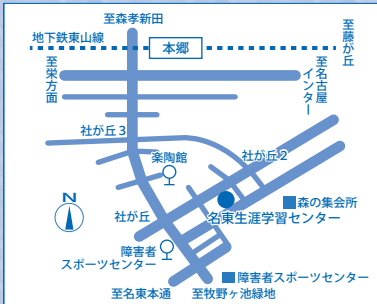 至森孝新田
地下鉄東山線
本郷
至藤が丘
至栄方面
至名古屋
インター
社が丘3
楽陶館
社が丘2
N
森の集会所
社が丘
名東生涯学習センター
障害者
スポーツセンター
障害者スポーツセンター
至名東本通
至牧野ヶ池緑地